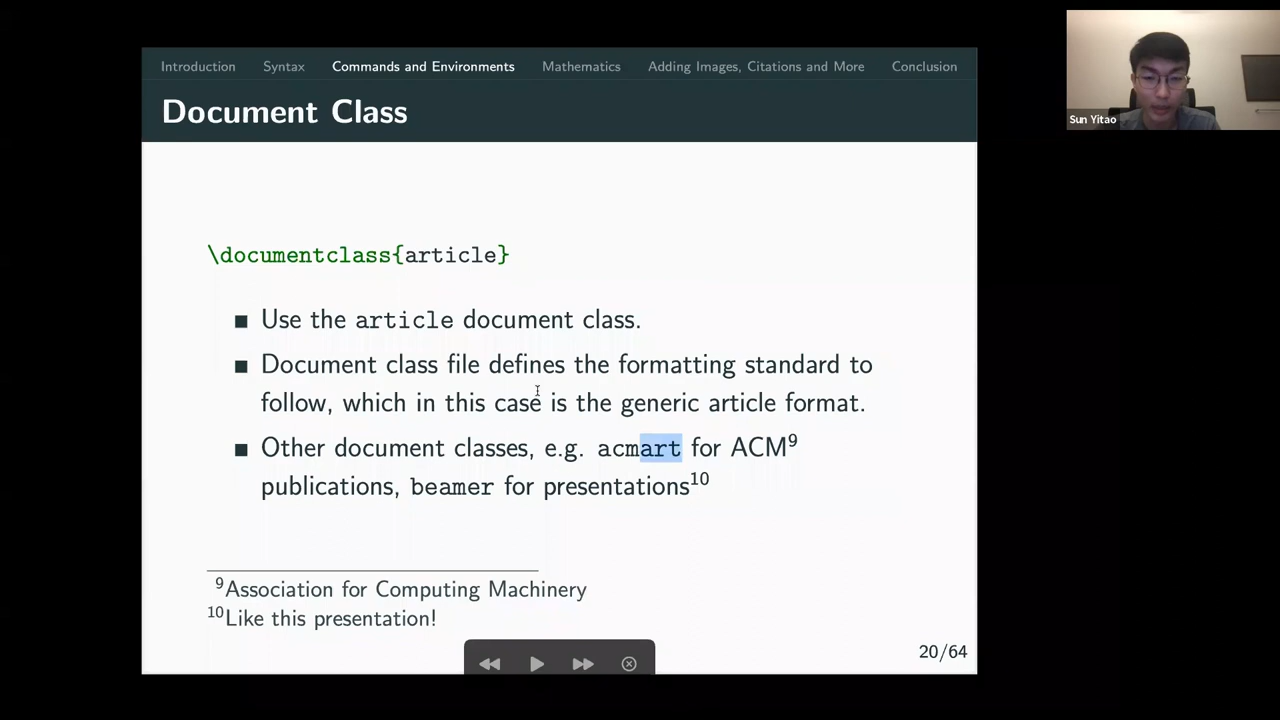 Introduction Syntax Commands and Environments Mathematics Adding Images, Citations and More Conclusion
Document Class
\documentclass{article}
Use the article document class.
Document class file defines the formatting standard to
follow, which in this case is the generic article format.
Other document classes, e.g. acmart for ACM⁹
publications, beamer for presentations¹⁰
⁹Association for Computing Machinery
¹⁰Like this presentation!
20/64
Sun Yitao